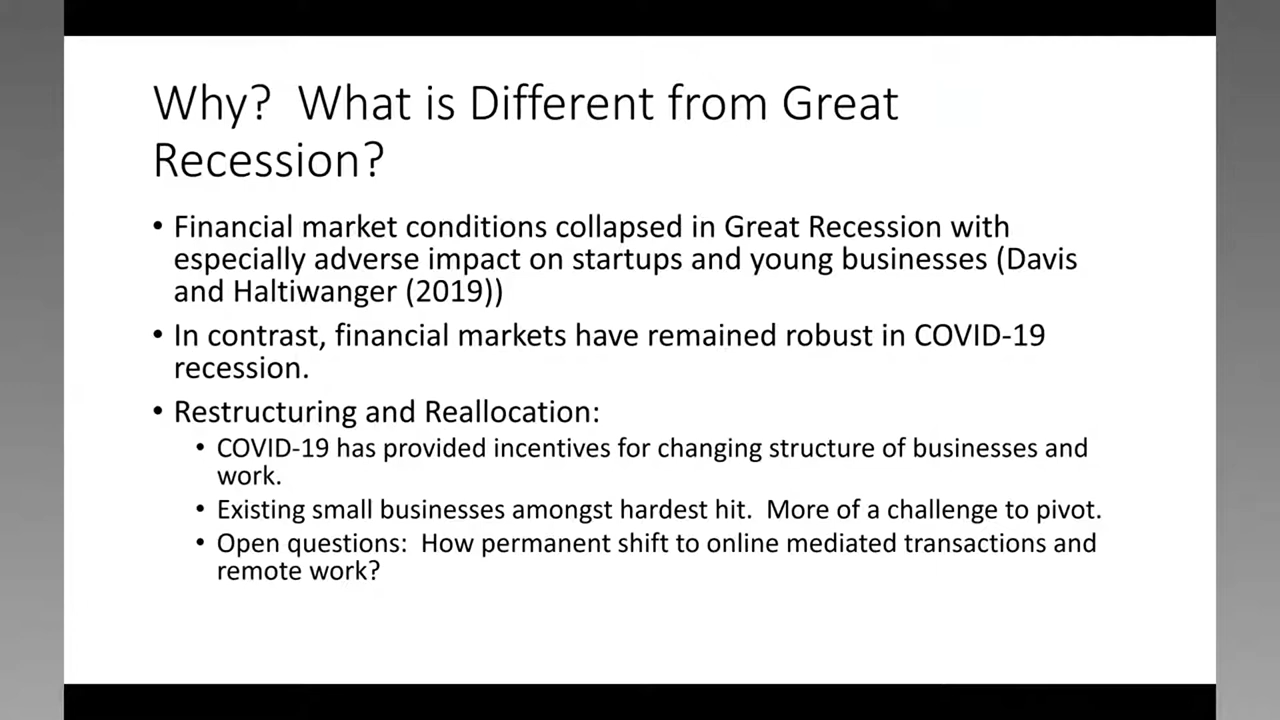 Why?  What is Different from Great
Recession?
• Financial market conditions collapsed in Great Recession with
especially adverse impact on startups and young businesses (Davis
and Haltiwanger (2019))
• In contrast, financial markets have remained robust in COVID-19
recession.
• Restructuring and Reallocation:
• COVID-19 has provided incentives for changing structure of businesses and
work.
• Existing small businesses amongst hardest hit.  More of a challenge to pivot.
• Open questions:  How permanent shift to online mediated transactions and
remote work?